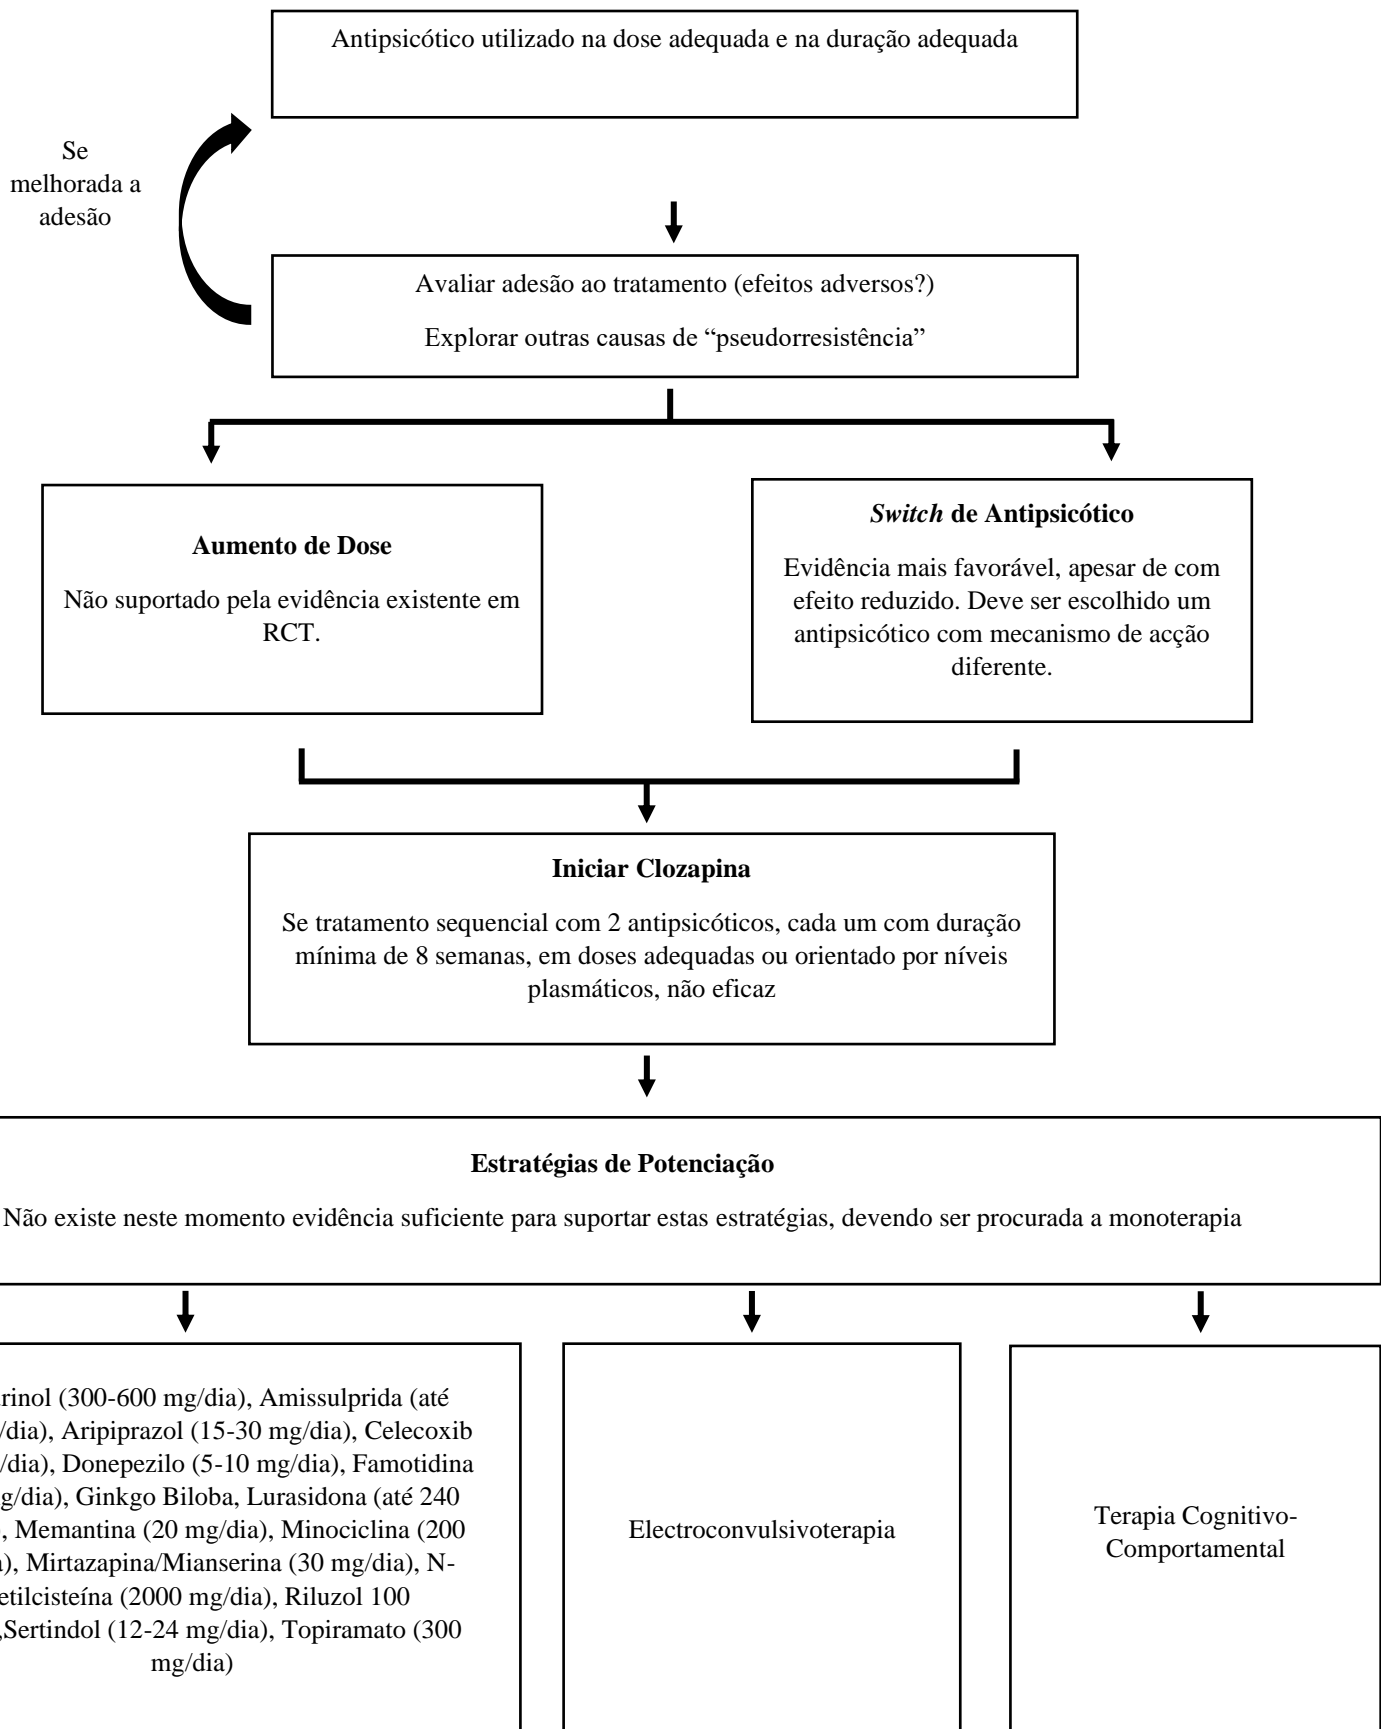 Antipsicótico utilizado na dose adequada e na duração adequada
Se
melhorada a
adesão
Avaliar adesão ao tratamento (efeitos adversos?)
Explorar outras causas de “pseudorresistência”
Aumento de Dose
Não suportado pela evidência existente em
RCT.
Switch de Antipsicótico
Evidência mais favorável, apesar de com
efeito reduzido. Deve ser escolhido um
antipsicótico com mecanismo de acção
diferente.
Iniciar Clozapina
Se tratamento sequencial com 2 antipsicóticos, cada um com duração
mínima de 8 semanas, em doses adequadas ou orientado por níveis
plasmáticos, não eficaz
Estratégias de Potenciação
Não existe neste momento evidência suficiente para suportar estas estratégias, devendo ser procurada a monoterapia
rinol (300-600 mg/dia), Amissulprida (até
/dia), Aripiprazol (15-30 mg/dia), Celecoxib
/dia), Donepezilo (5-10 mg/dia), Famotidina
g/dia), Ginkgo Biloba, Lurasidona (até 240
, Memantina (20 mg/dia), Minociclina (200
), Mirtazapina/Mianserina (30 mg/dia), N-
etilcisteína (2000 mg/dia), Riluzol 100
,Sertindol (12-24 mg/dia), Topiramato (300
mg/dia)
Electroconvulsivoterapia
Terapia Cognitivo-
Comportamental